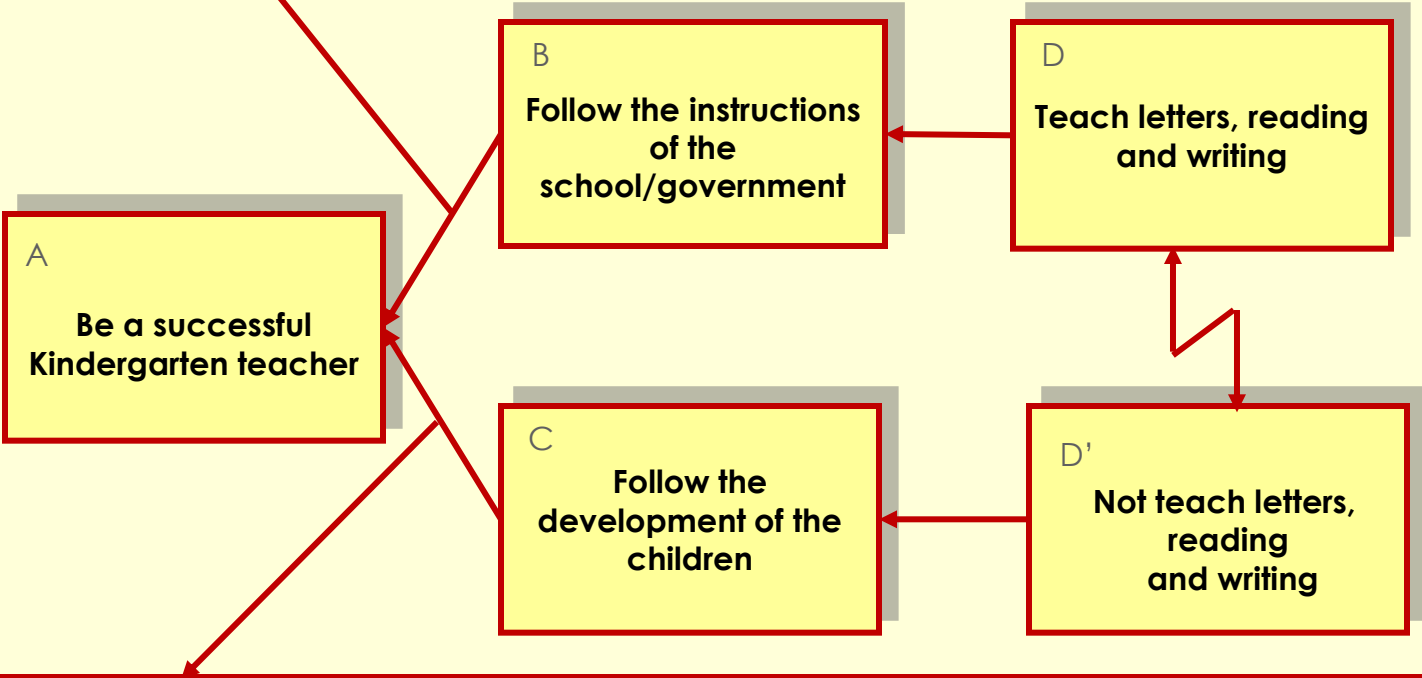 B
Follow the instructions
of the
school/government
D
Teach letters, reading
and writing
A
Be a successful
Kindergarten teacher
C
Follow the
development of the
children
D’
Not teach letters,
reading
and writing